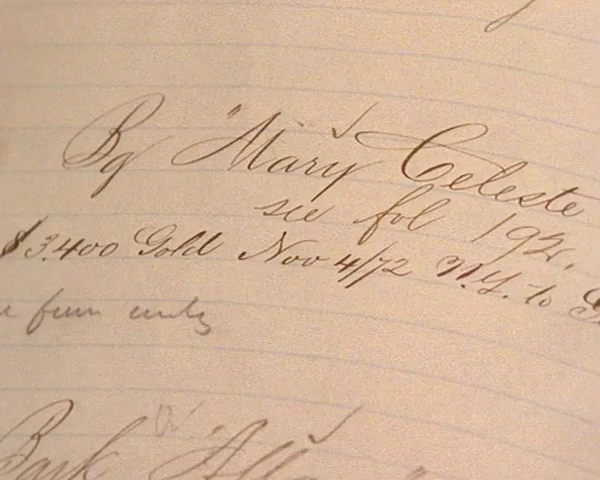 Bg "Mary Celeste
see fol 192.
$3.400 Gold Nov 4/72 N.Y. to
Bark "